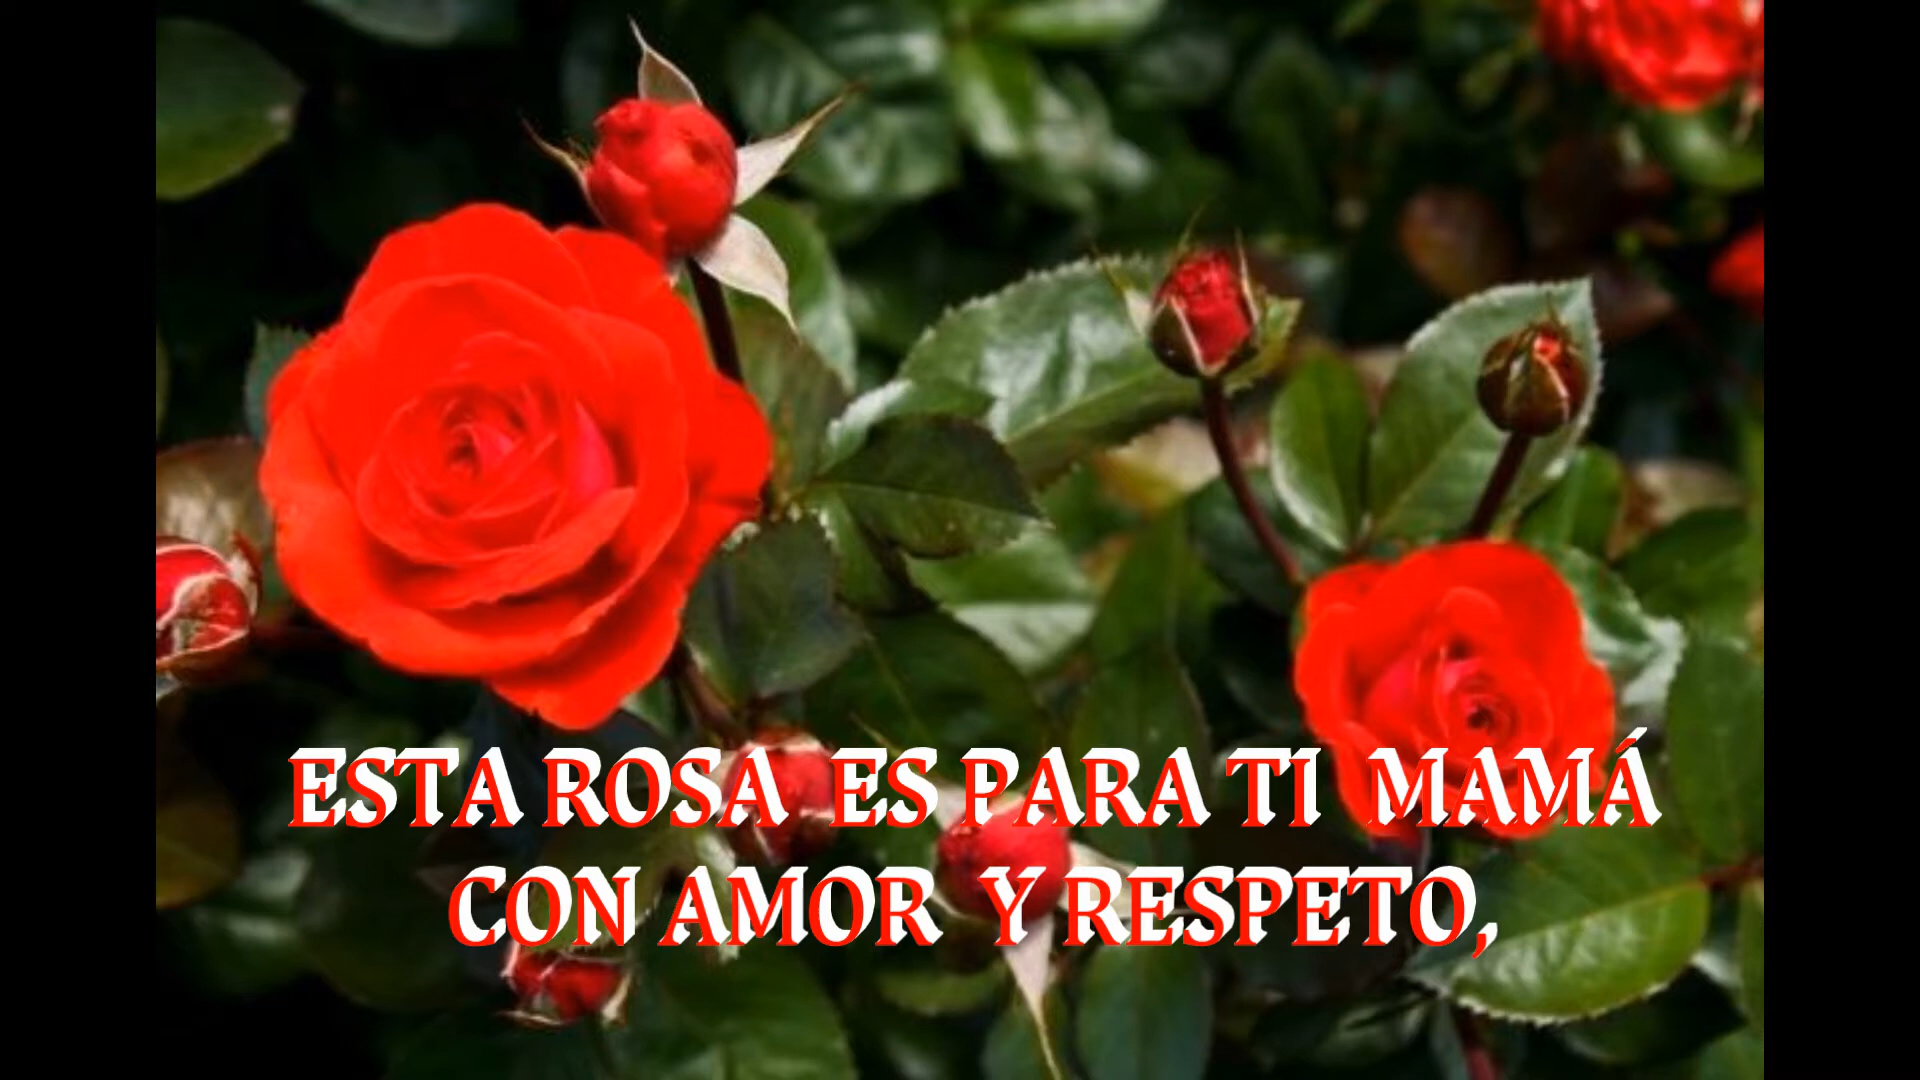 ESTA ROSA ES PARA TI MAMÁ
CON AMOR Y RESPETO,